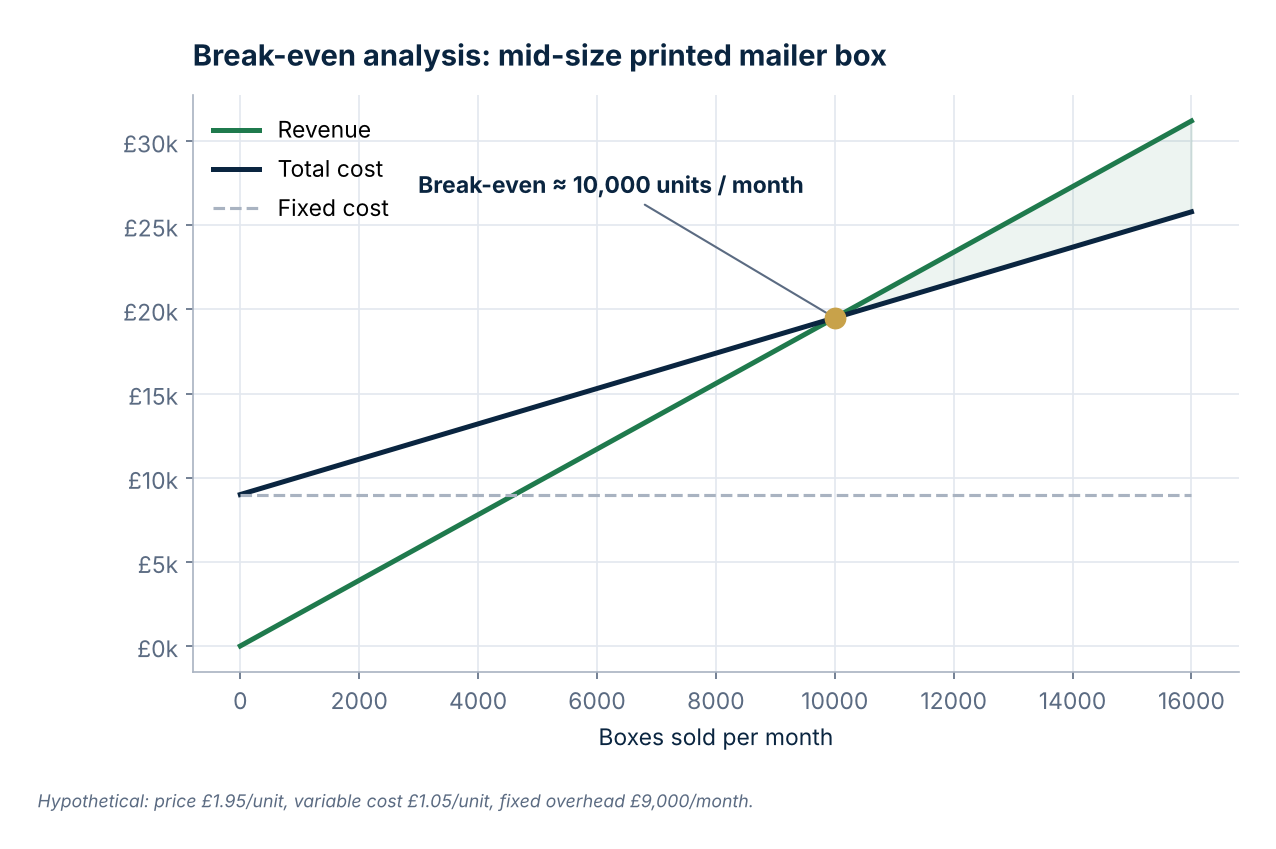 Break-even analysis: mid-size printed mailer box
Revenue
Total cost
Fixed cost
Break-even ≈ 10,000 units / month
£30k
£25k
£20k
£15k
£10k
£5k
£0k
0 2000 4000 6000 8000 10000 12000 14000 16000
Boxes sold per month
Hypothetical: price £1.95/unit, variable cost £1.05/unit, fixed overhead £9,000/month.